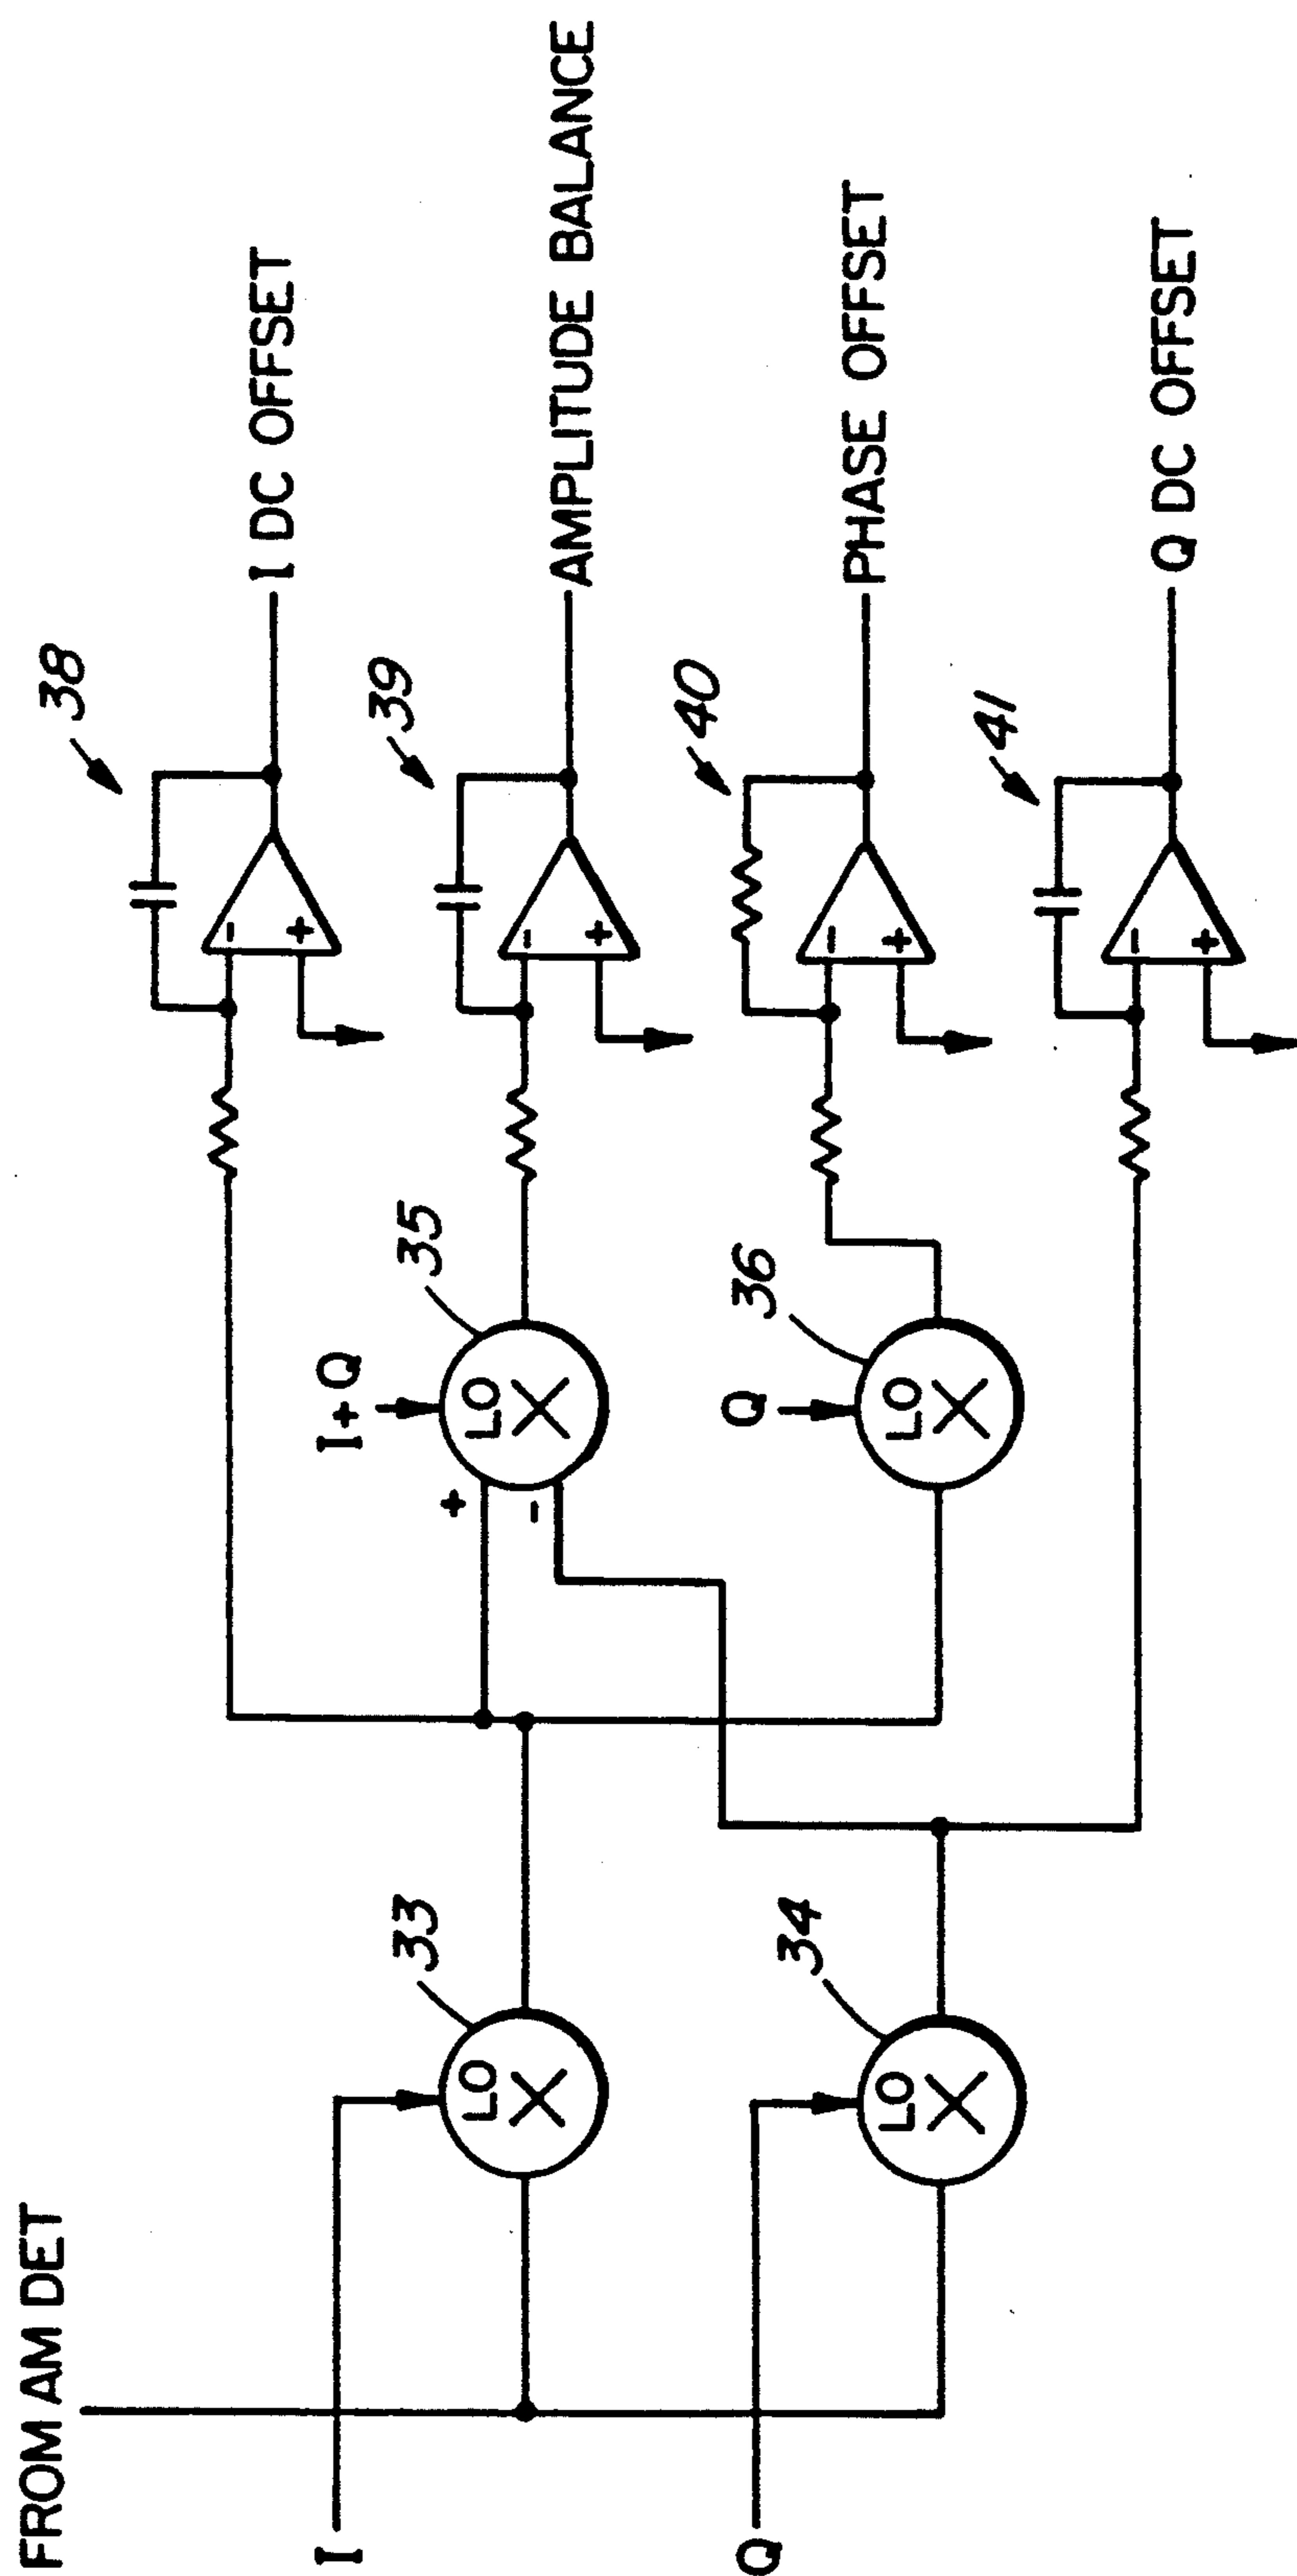 FROM AM DET
I
Q
LO
33
LO
34
I+Q
+
-
LO
35
Q
LO
36
-
+
38
I DC OFFSET
-
+
39
AMPLITUDE BALANCE
-
+
40
PHASE OFFSET
-
+
41
Q DC OFFSET